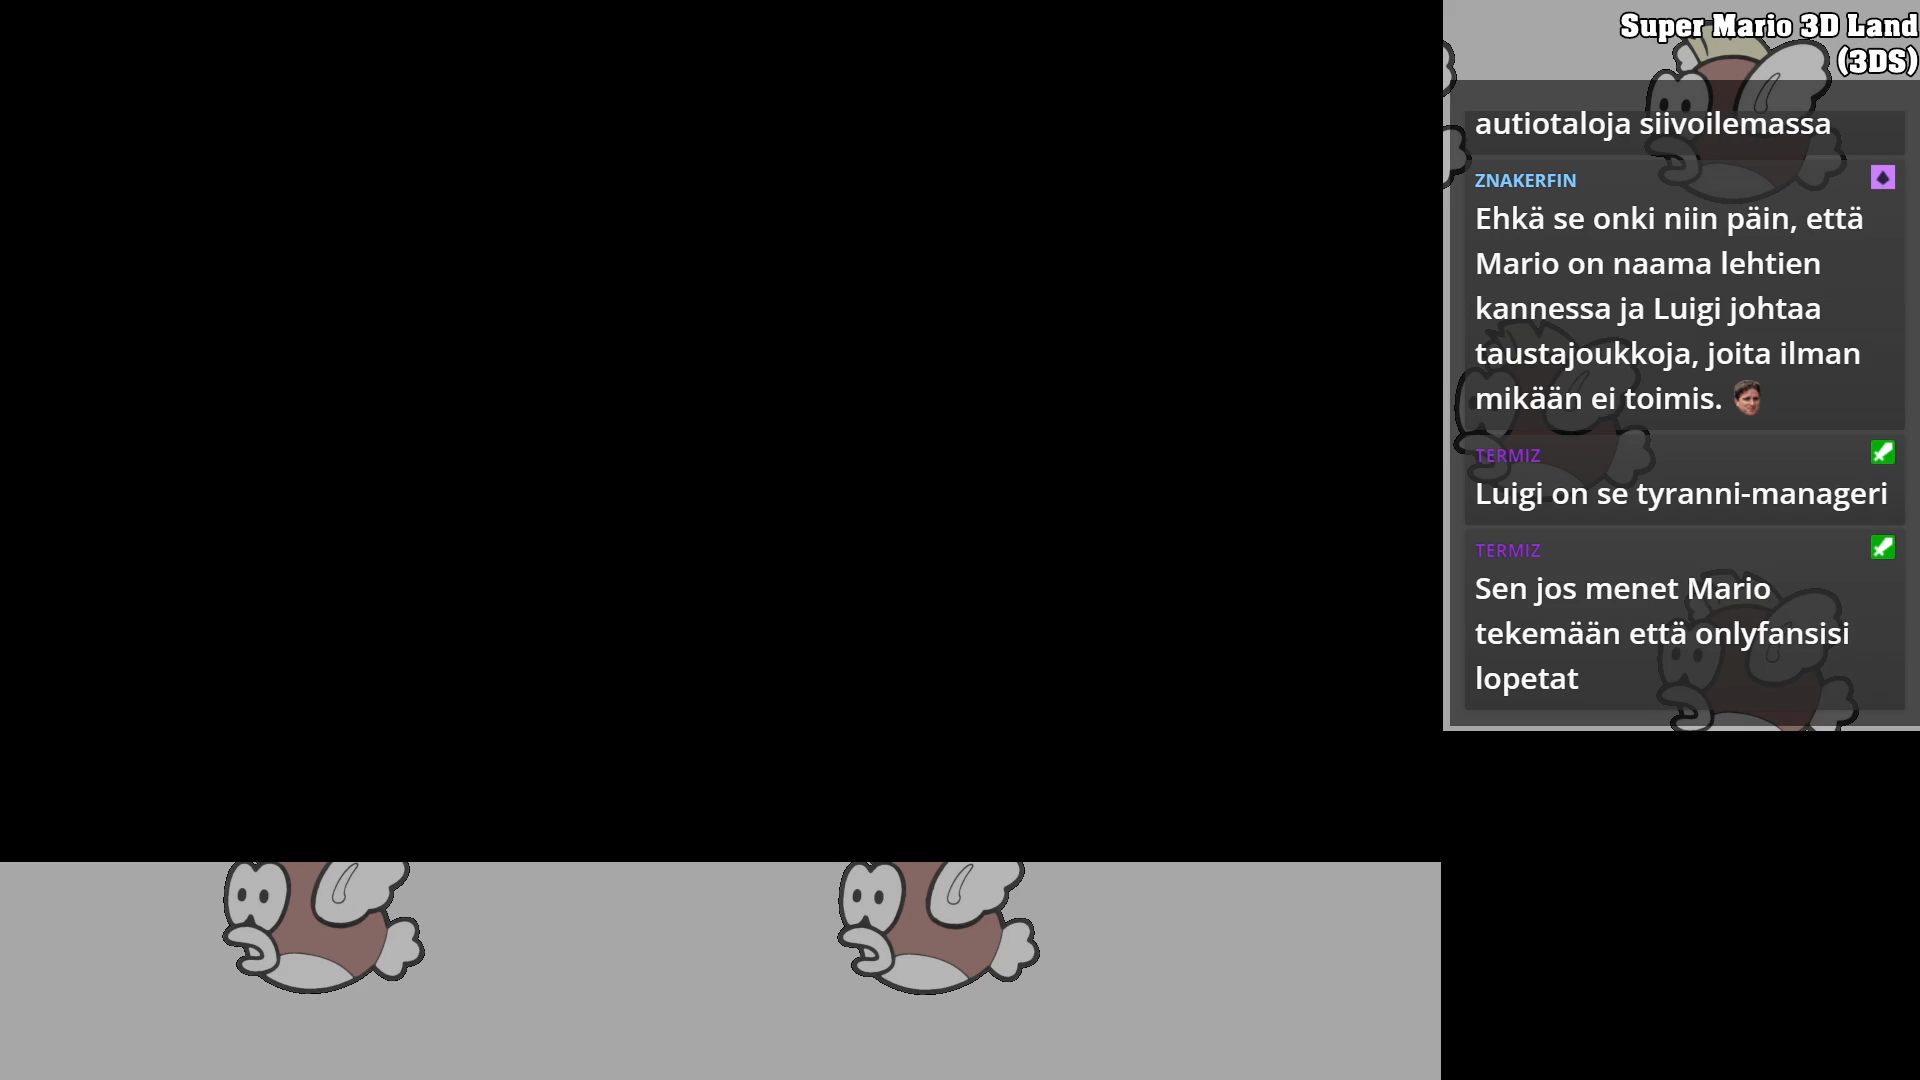 Super Mario 3D Land
(3DS)
autiotaloja siivoilemassa
ZNAKERFIN
Ehkä se onki niin päin, että
Mario on naama lehtien
kannessa ja Luigi johtaa
taustajoukkoja, joita ilman
mikään ei toimis.
TERMIZ
Luigi on se tyranni-manageri
TERMIZ
Sen jos menet Mario
tekemään että onlyfansisi
lopetat